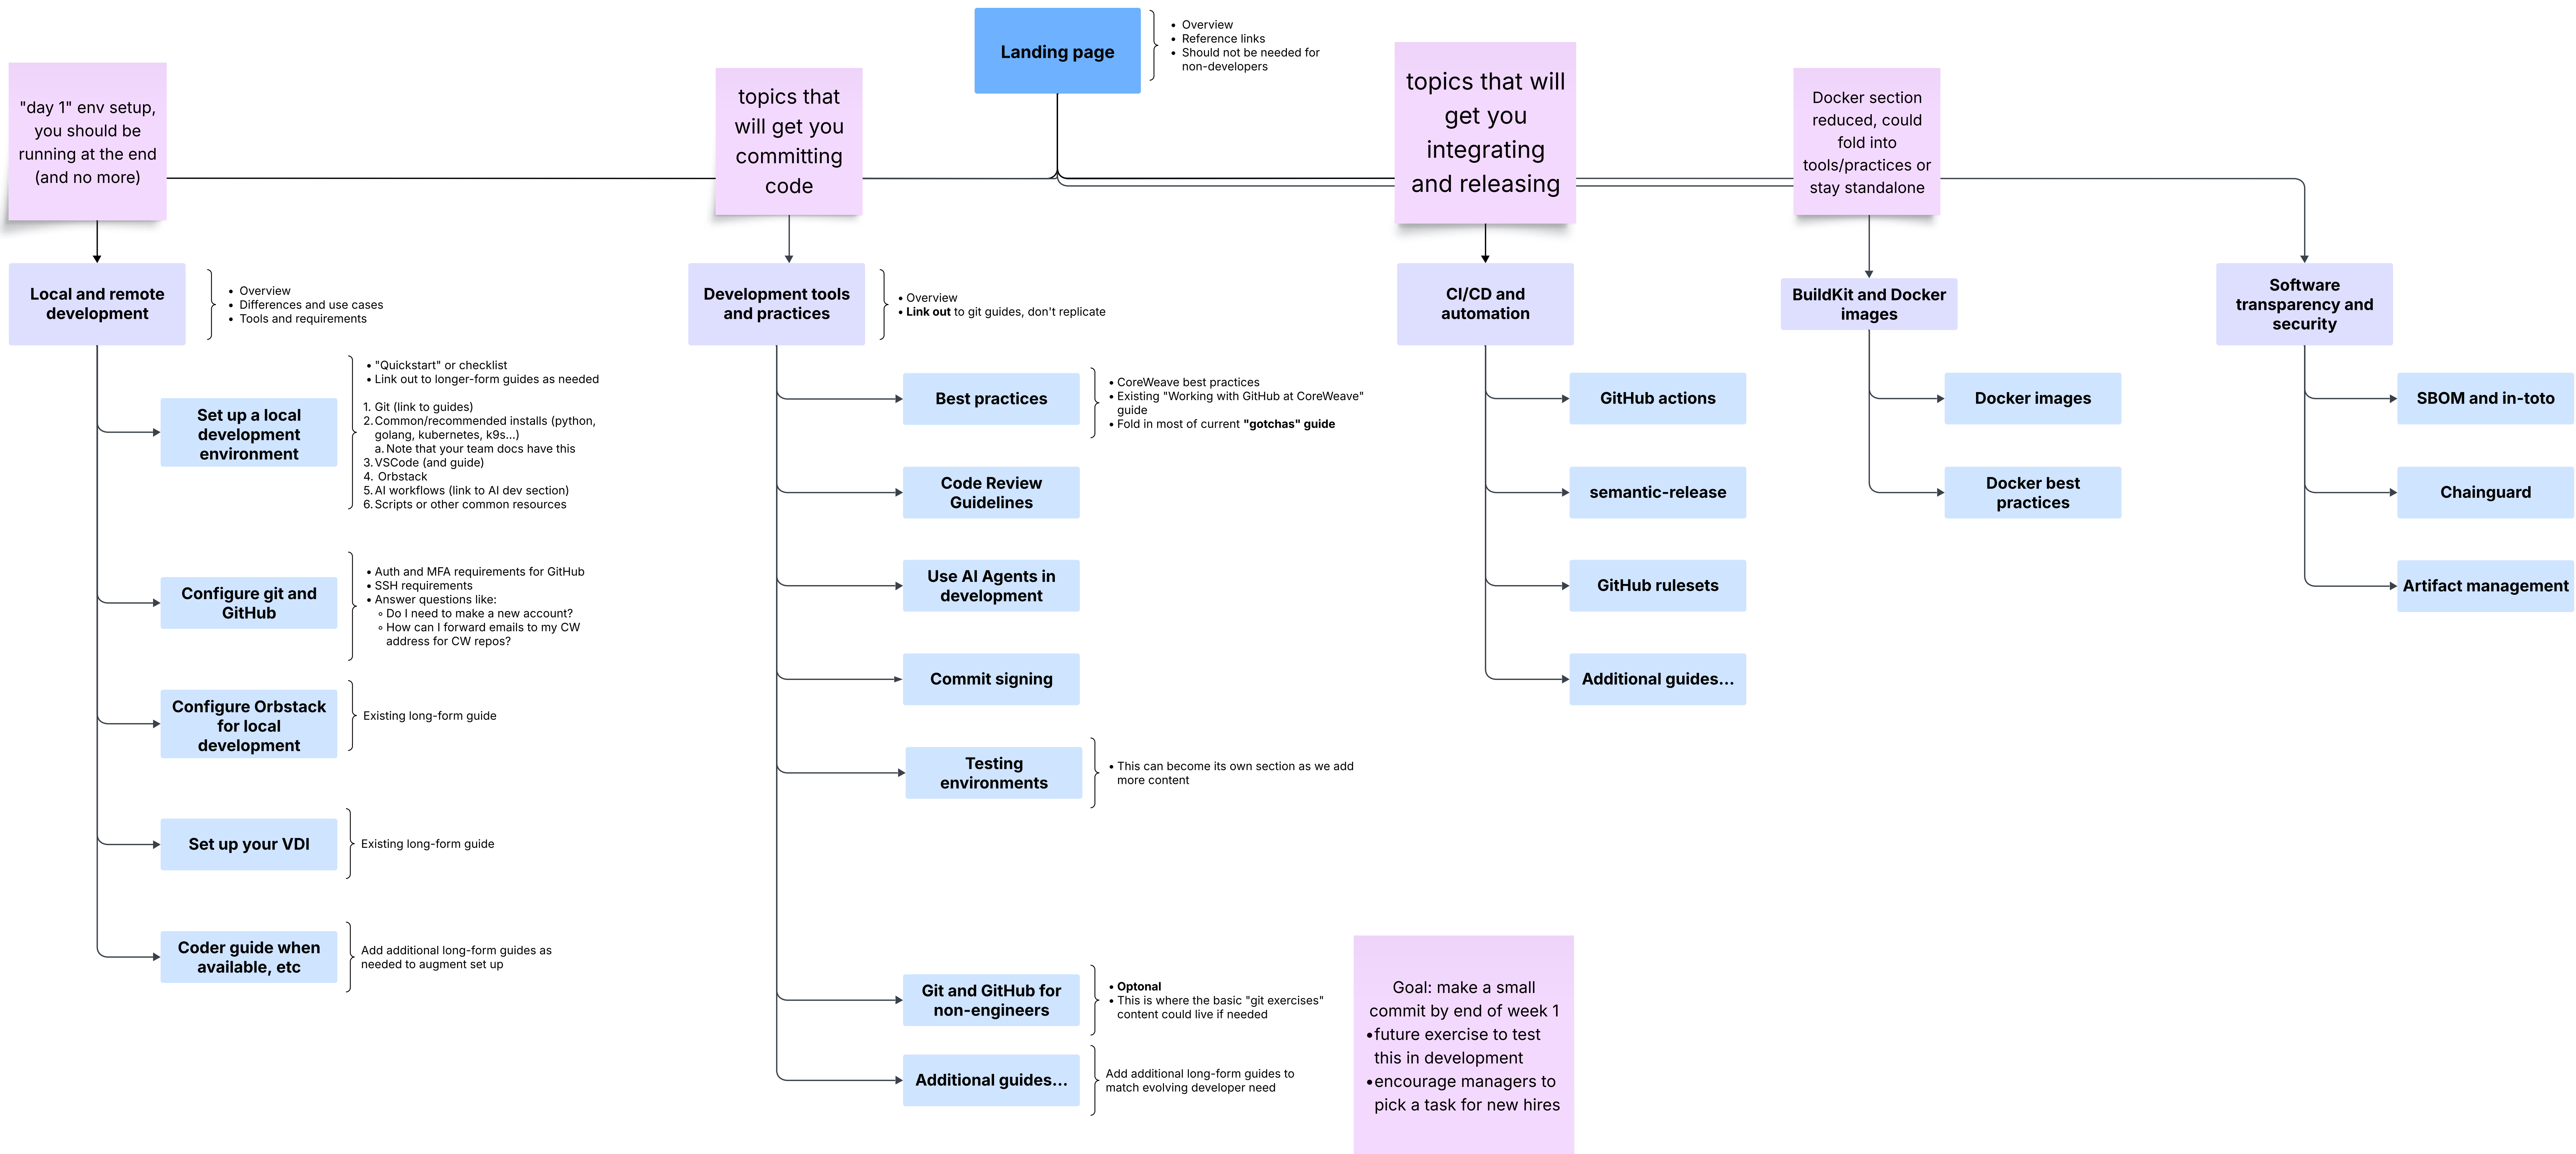 Landing page
• Overview
• Reference links
• Should not be needed for
non-developers
"day 1" env setup,
you should be
running at the end
(and no more)
topics that
will get you
committing
code
topics that will
get you
integrating
and releasing
Docker section
reduced, could
fold into
tools/practices or
stay standalone
Local and remote
development
• Overview
• Differences and use cases
• Tools and requirements
Set up a local
development
environment
• "Quickstart" or checklist
• Link out to longer-form guides as needed
1. Git (link to guides)
2. Common/recommended installs (python,
golang, kubernetes, k9s...)
a. Note that your team docs have this
3. VSCode (and guide)
4. Orbstack
5. AI workflows (link to AI dev section)
6. Scripts or other common resources
Configure git and
GitHub
• Auth and MFA requirements for GitHub
• SSH requirements
• Answer questions like:
◦ Do I need to make a new account?
◦ How can I forward emails to my CW
address for CW repos?
Configure Orbstack
for local
development
Existing long-form guide
Set up your VDI
Existing long-form guide
Coder guide when
available, etc
Add additional long-form guides as
needed to augment set up
Development tools
and practices
• Overview
• Link out to git guides, don't replicate
Best practices
• CoreWeave best practices
• Existing "Working with GitHub at CoreWeave"
guide
• Fold in most of current "gotchas" guide
Code Review
Guidelines
Use AI Agents in
development
Commit signing
Testing
environments
• This can become its own section as we add
more content
Git and GitHub for
non-engineers
• Optonal
• This is where the basic "git exercises"
content could live if needed
Additional guides...
Add additional long-form guides to
match evolving developer need
Goal: make a small
commit by end of week 1
•future exercise to test
this in development
•encourage managers to
pick a task for new hires
CI/CD and
automation
GitHub actions
semantic-release
GitHub rulesets
Additional guides...
BuildKit and Docker
images
Docker images
Docker best
practices
Software
transparency and
security
SBOM and in-toto
Chainguard
Artifact management